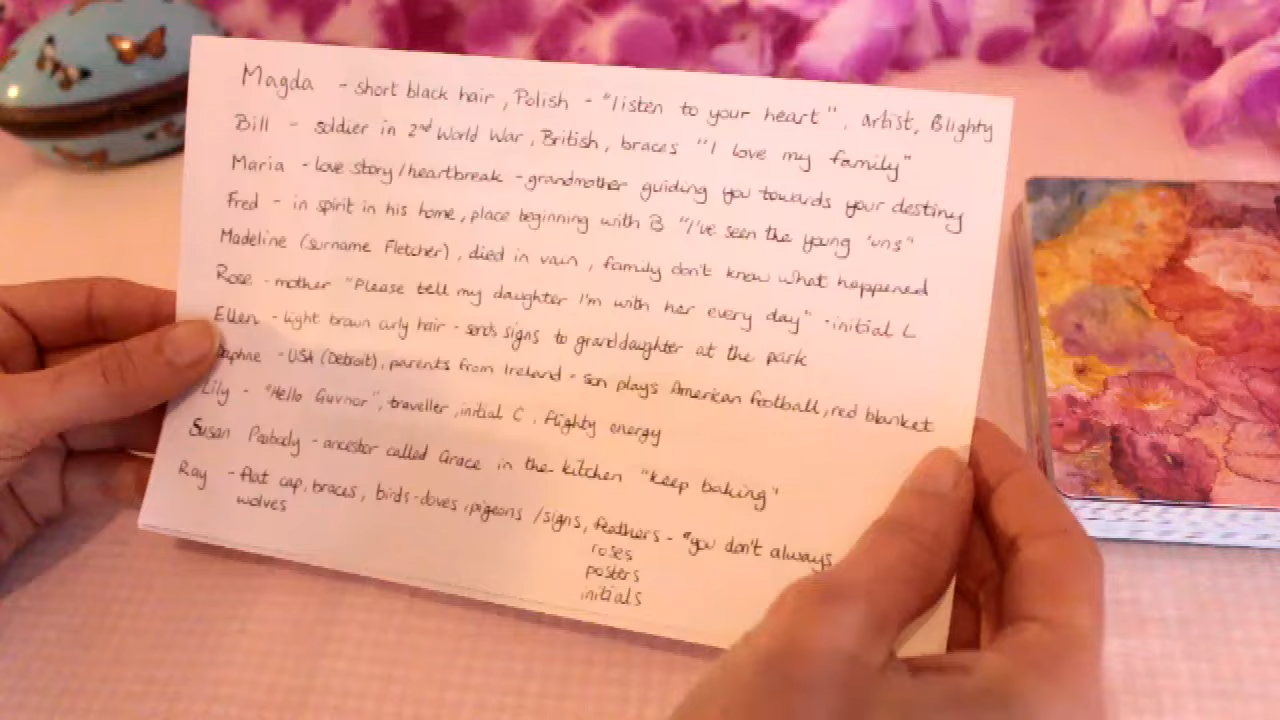 Magda - short black hair, Polish - "listen to your heart", artist, Blighty
Bill - soldier in 2nd World War, British, braces "I love my family"
Maria - love story/heartbreak - grandmother guiding you towards your destiny
Fred - in spirit in his home, place beginning with B "I've seen the young 'uns"
Madeline (surname Fletcher), died in vain, family don't know what happened
Rose - mother "Please tell my daughter I'm with her every day" - initial L
Ellen - light brown curly hair - sends signs to granddaughter at the park
Daphne - USA (Detroit), parents from Ireland - son plays American football, red blanket
Lily - "Hello Guvnor", traveller, initial C, flighty energy
Susan Peabody - ancestor called Grace in the kitchen "keep baking"
Ray - flat cap, braces, birds-doves, pigeons /signs, feathers - "you don't always
wolves
roses
posters
initials